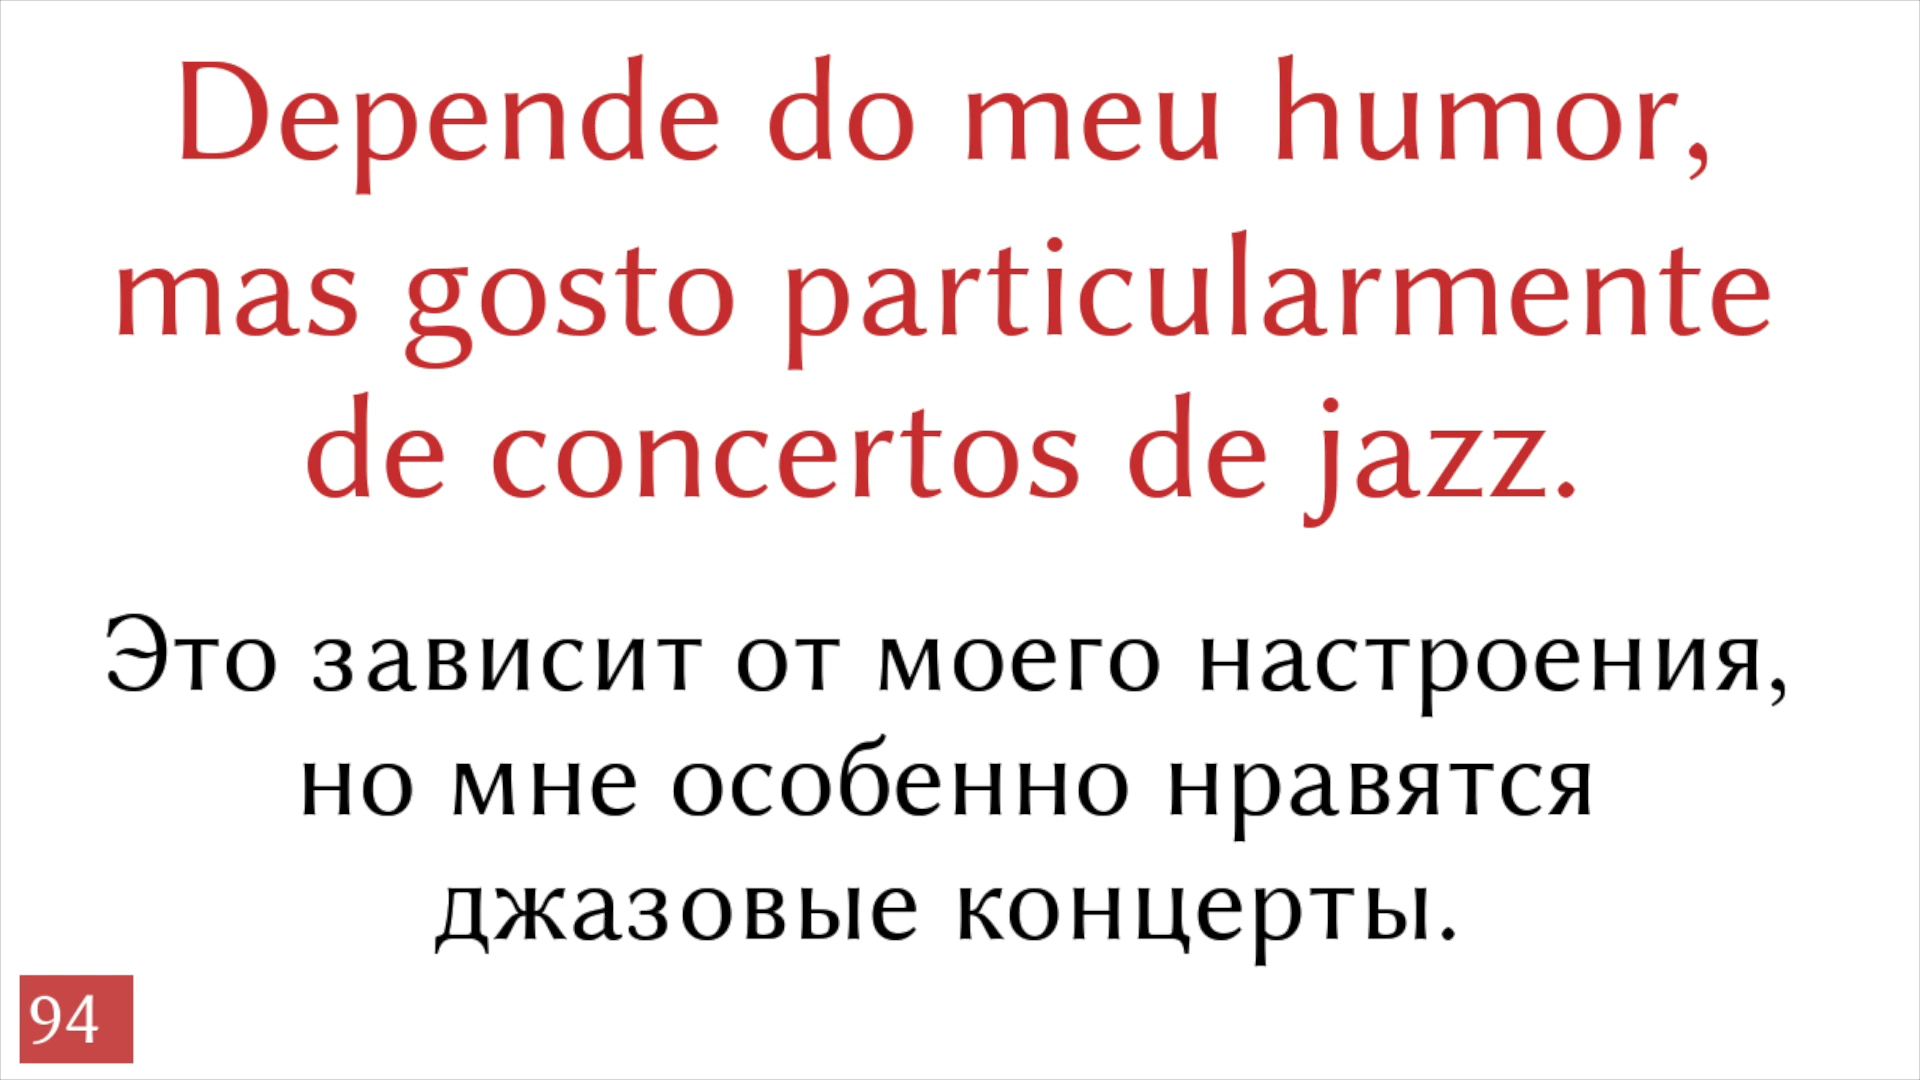 Depende do meu humor,
mas gosto particularmente
de concertos de jazz.
Это зависит от моего настроения,
но мне особенно нравятся
джазовые концерты.
94